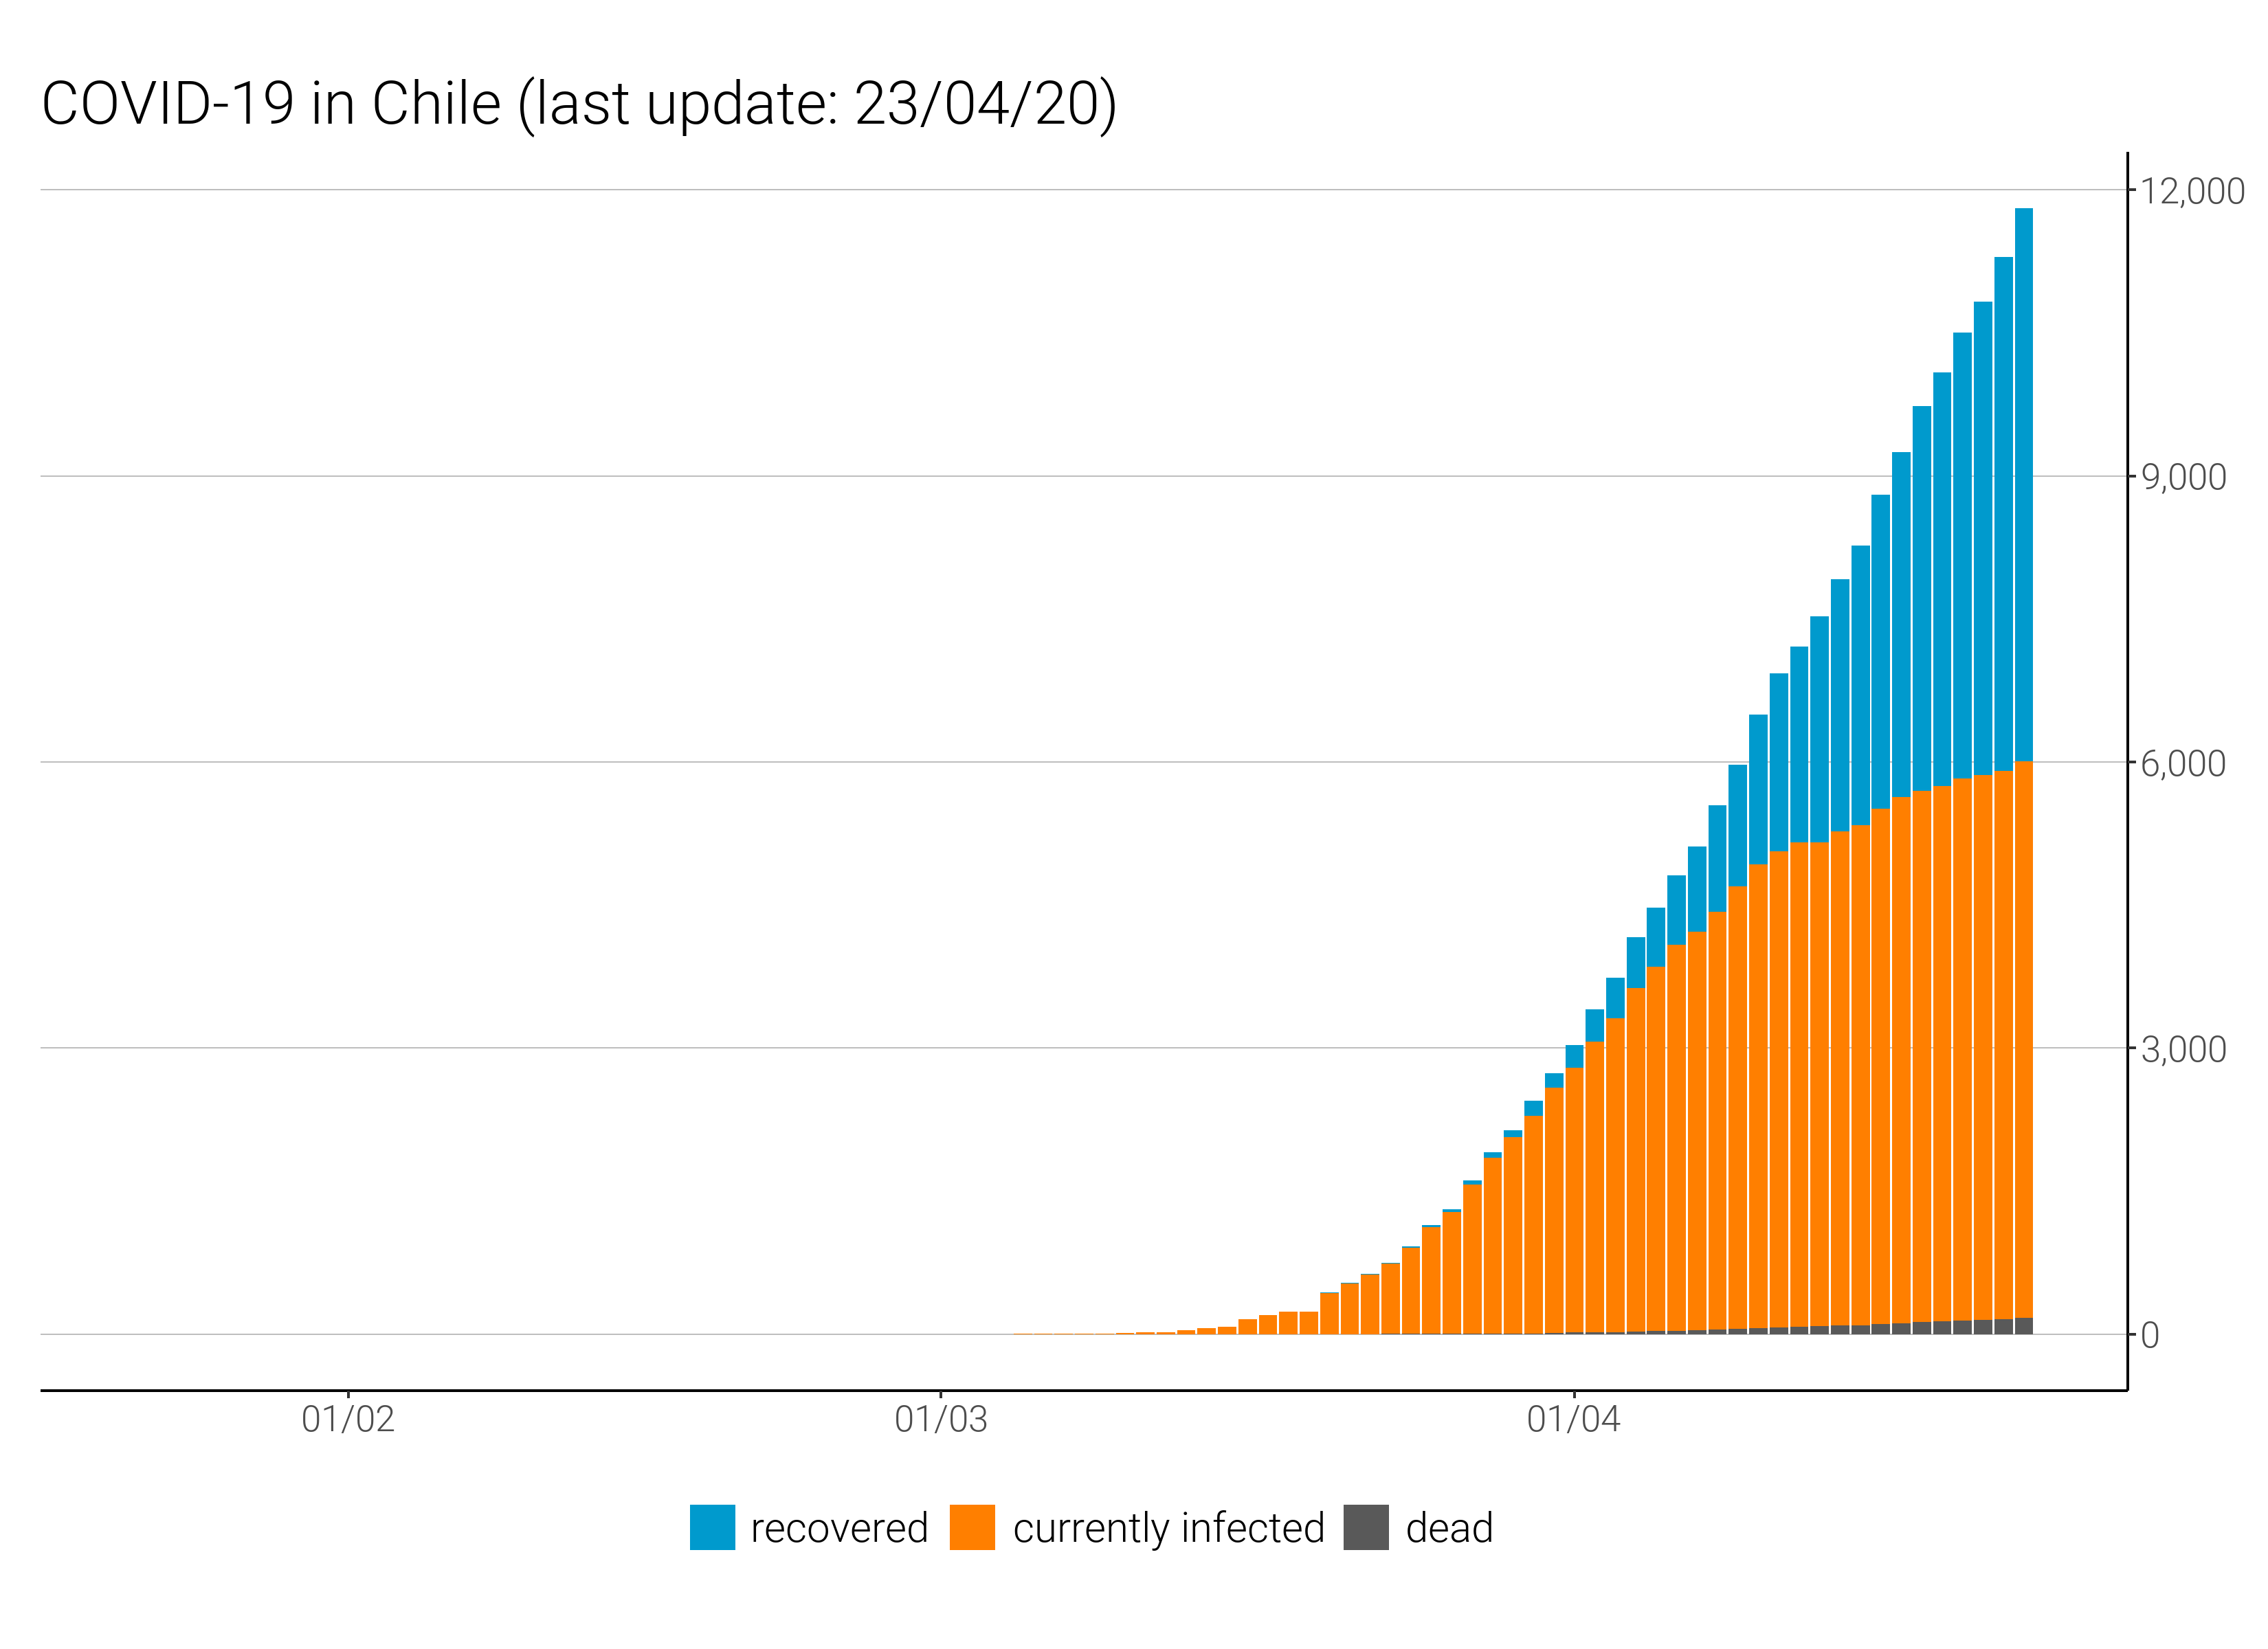 COVID-19 in Chile (last update: 23/04/20)
12,000
9,000
6,000
3,000
0
01/02 01/03 01/04
recovered currently infected dead